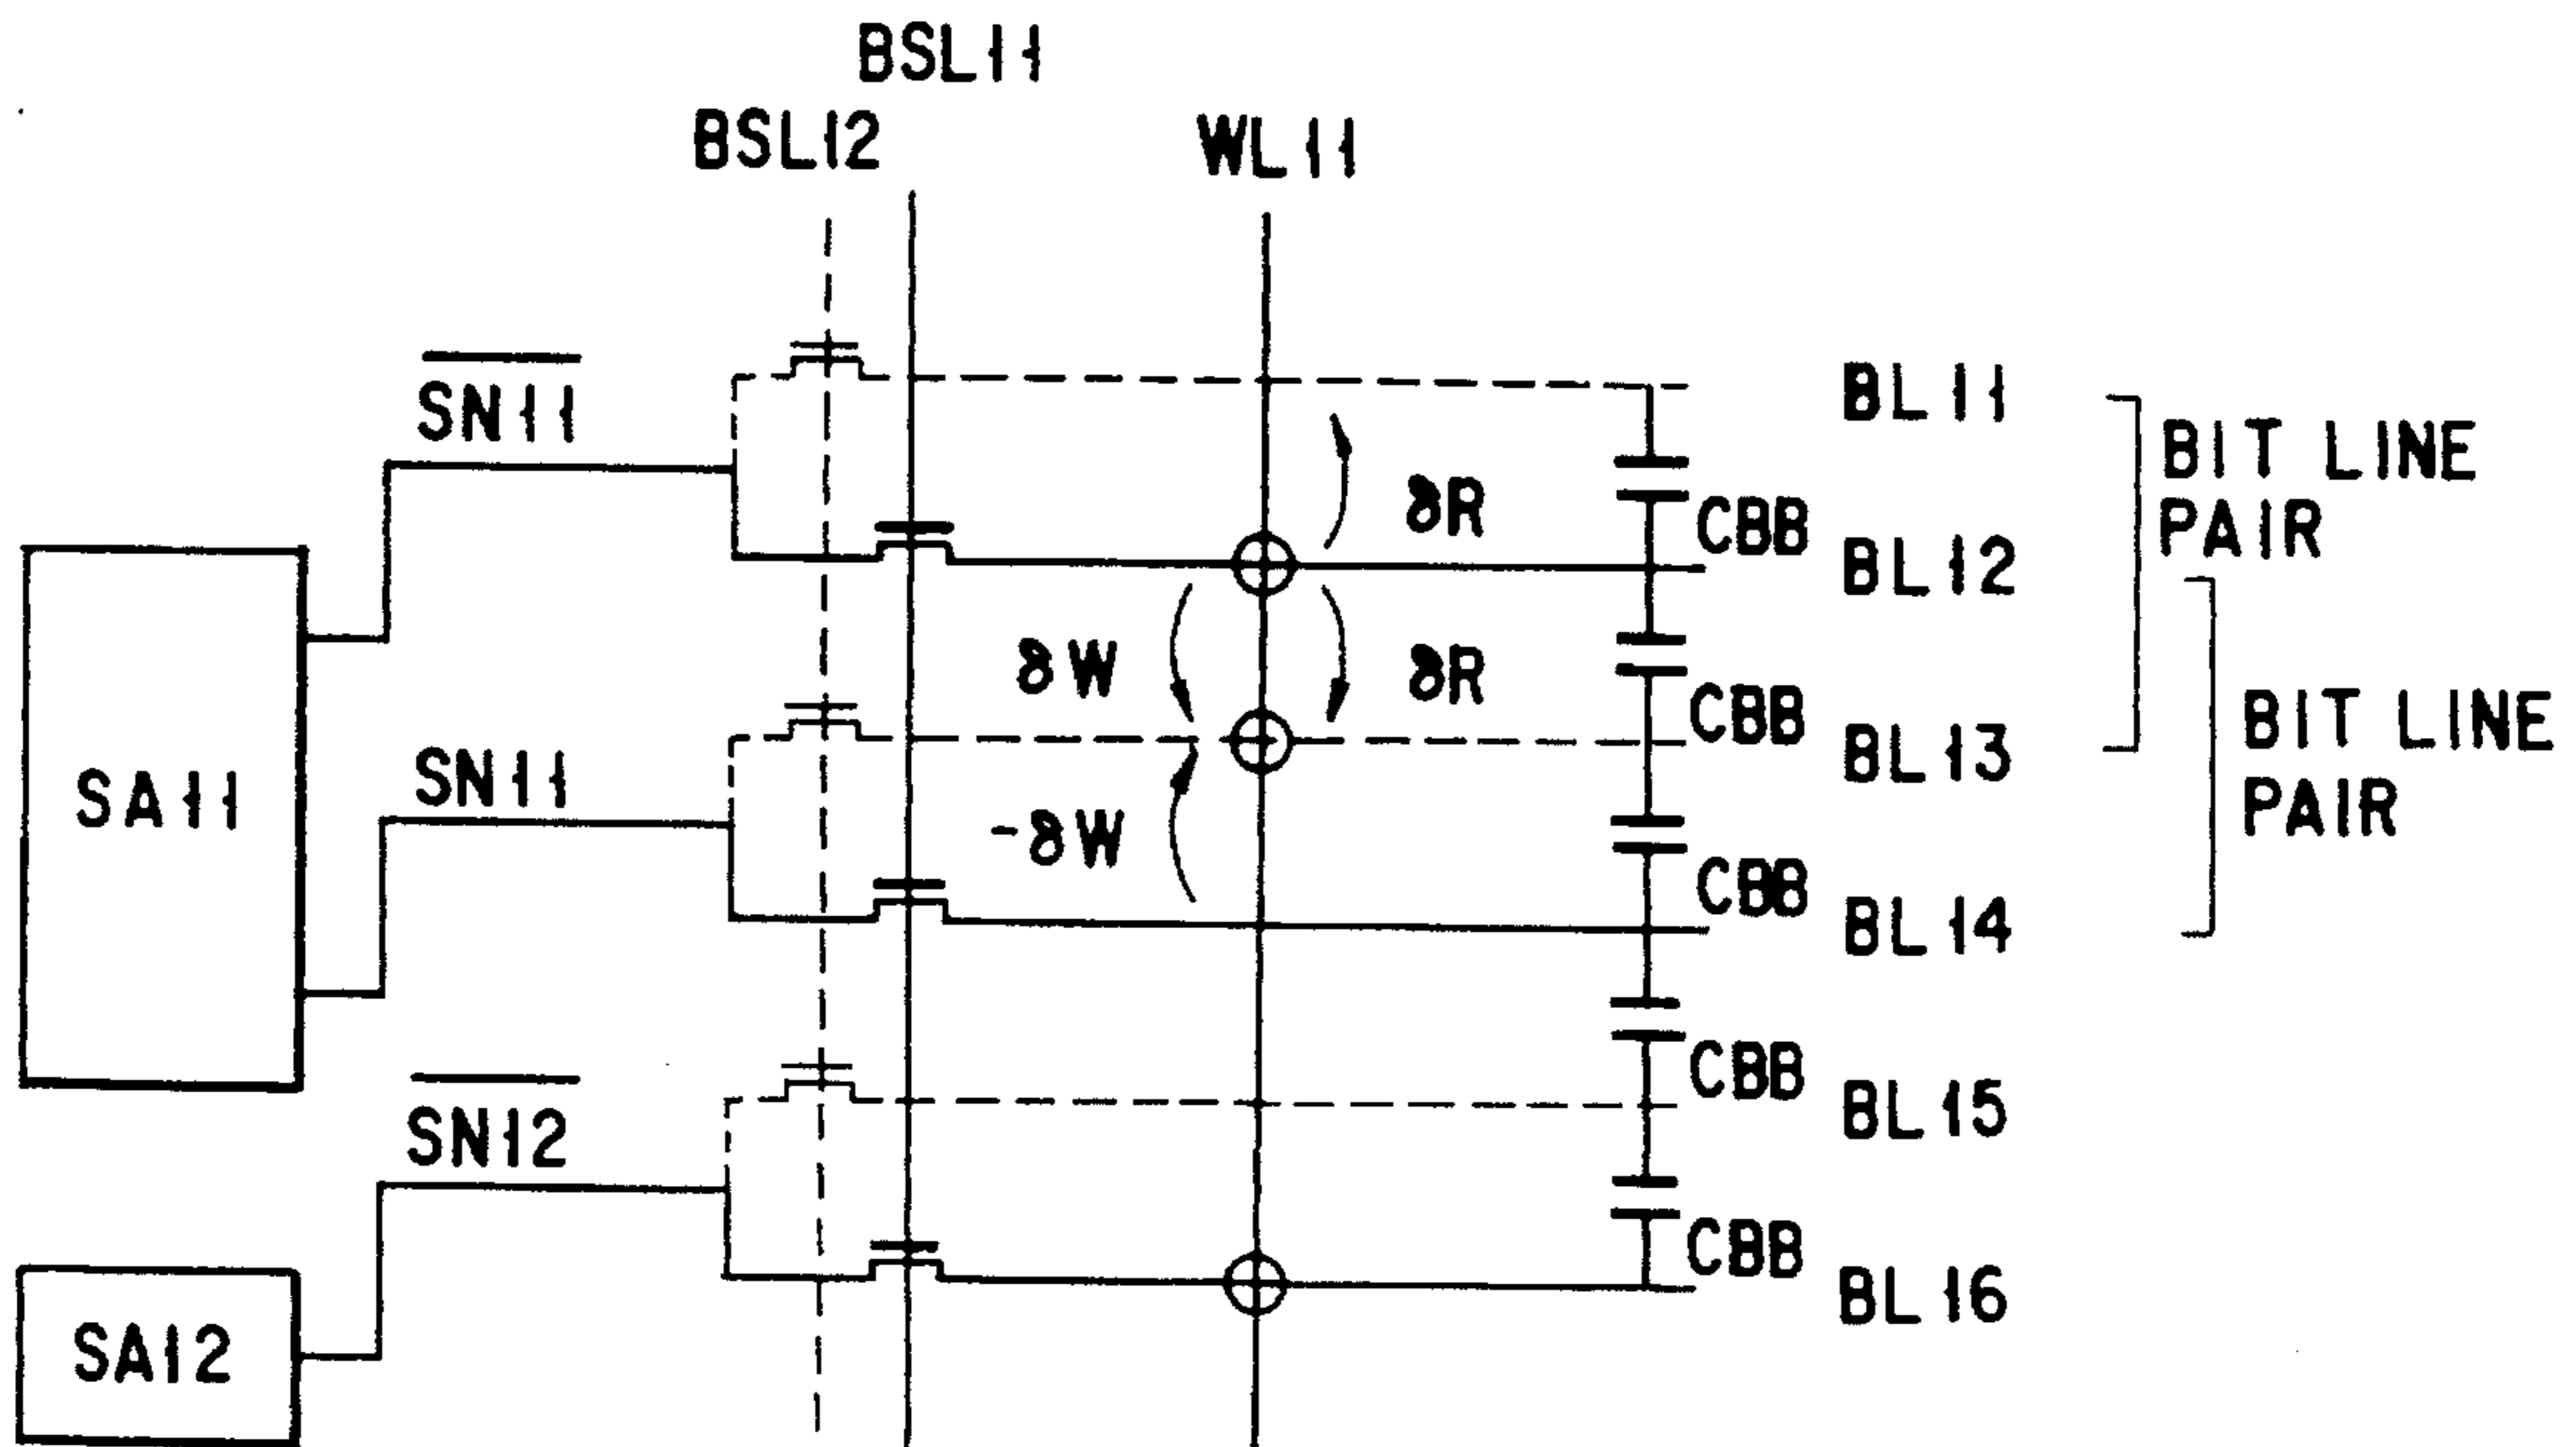 BSL11
BSL12
WL11
SN11
BL11
BIT LINE
PAIR
δR
CBB
BL12
δW
δR
CBB
BL13
BIT LINE
PAIR
SA11
SN11
-δW
CBB
BL14
CBB
BL15
SN12
CBB
BL16
SA12